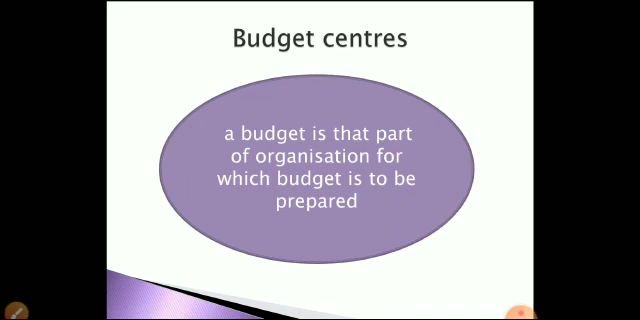 Budget centres
a budget is that part
of organisation for
which budget is to be
prepared